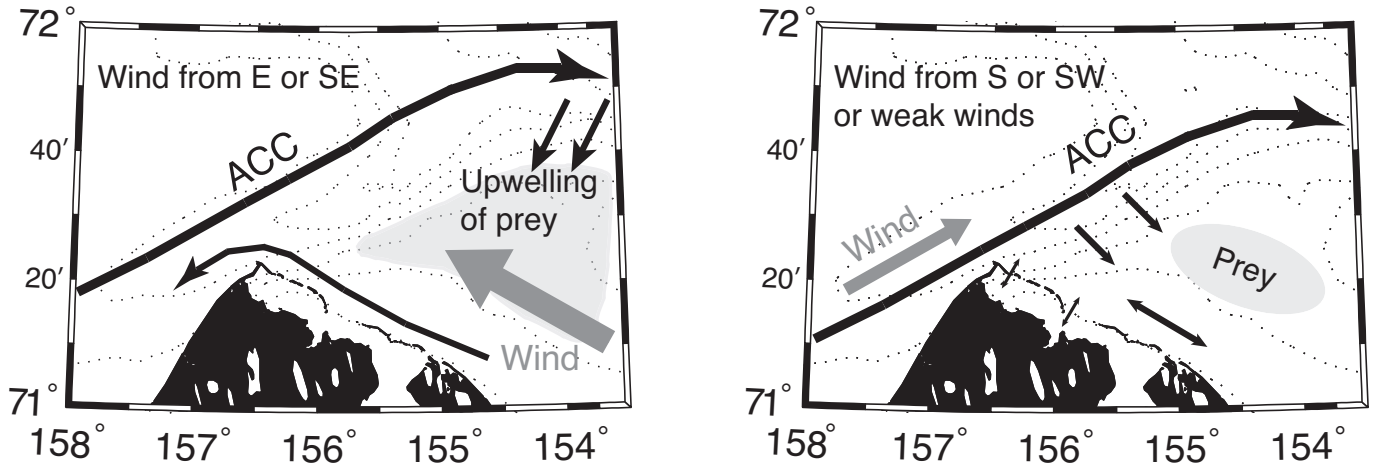 72°
Wind from E or SE
ACC
40′
Upwelling
of prey
20′
Wind
71°
158° 157° 156° 155° 154°
72°
Wind from S or SW
or weak winds
ACC
40′
Wind
Prey
20′
71°
158° 157° 156° 155° 154°